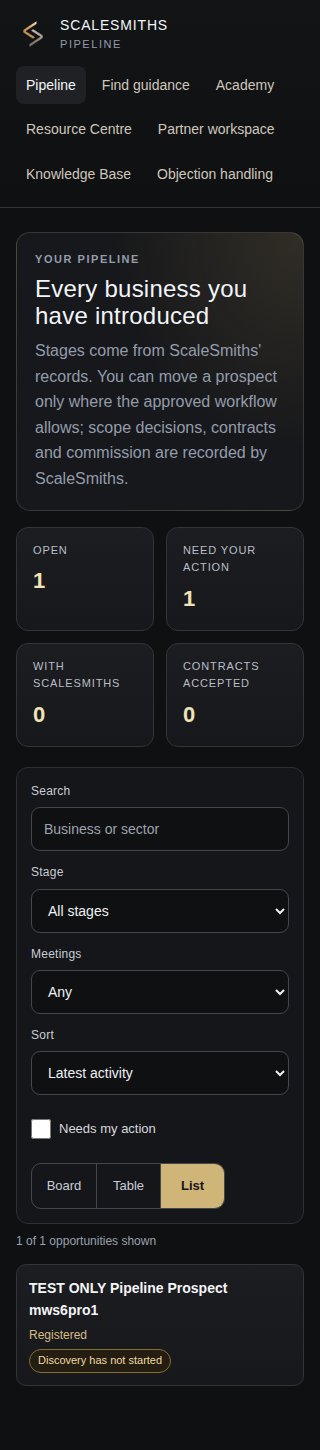 SCALESMITHS
PIPELINE
Pipeline Find guidance Academy
Resource Centre Partner workspace
Knowledge Base Objection handling
YOUR PIPELINE
Every business you
have introduced
Stages come from ScaleSmiths'
records. You can move a prospect
only where the approved workflow
allows; scope decisions, contracts
and commission are recorded by
ScaleSmiths.
OPEN
1
NEED YOUR
ACTION
1
WITH
SCALESMITHS
0
CONTRACTS
ACCEPTED
0
Search
Business or sector
Stage
All stages
Meetings
Any
Sort
Latest activity
Needs my action
Board Table List
1 of 1 opportunities shown
TEST ONLY Pipeline Prospect
mws6pro1
Registered
Discovery has not started